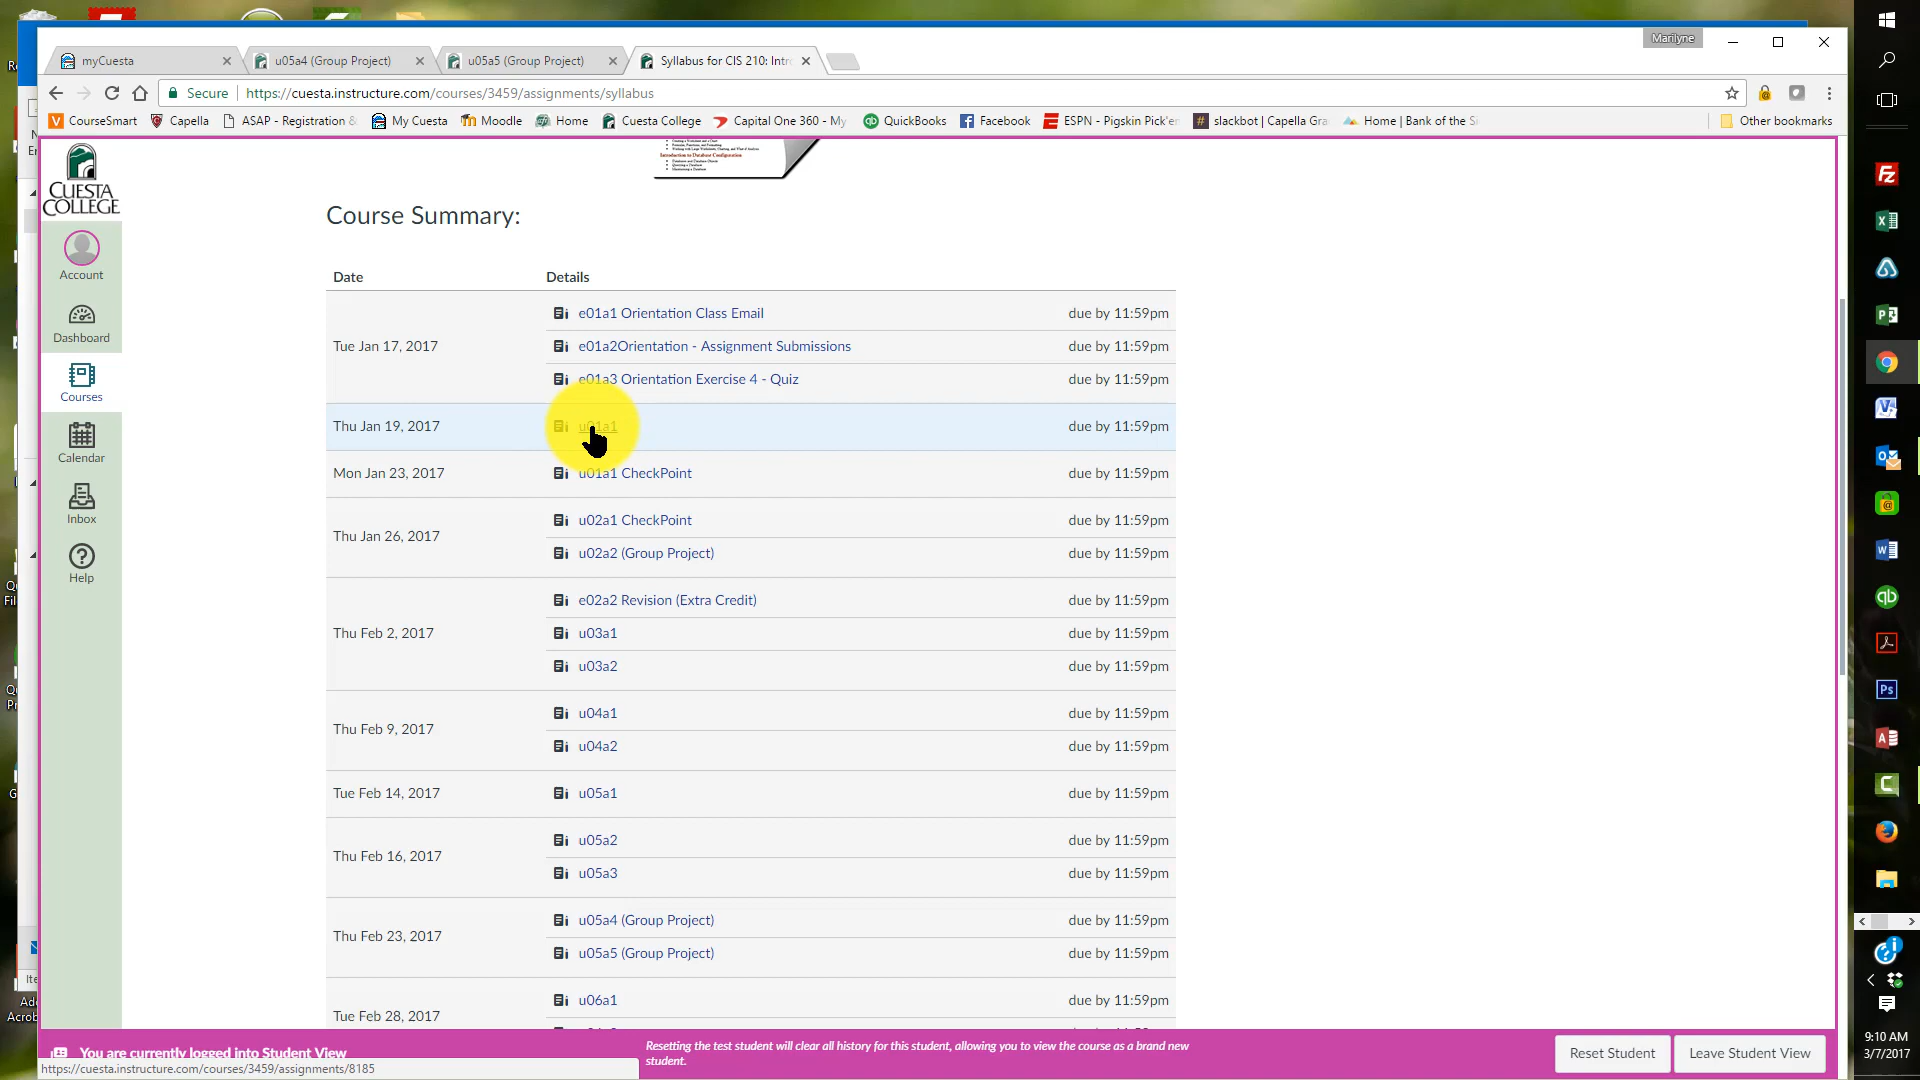 Marilyne
myCuesta
u05a4 (Group Project)
u05a5 (Group Project)
Syllabus for CIS 210: Intr
Secure
https://cuesta.instructure.com/courses/3459/assignments/syllabus
CourseSmart
Capella
ASAP - Registration &
My Cuesta
Moodle
Home
Cuesta College
Capital One 360 - My
QuickBooks
Facebook
ESPN - Pigskin Pick'em
slackbot | Capella Gra
Home | Bank of the Si
Other bookmarks
Introduction to Database Configuration
CUESTA
COLLEGE
Account
Dashboard
Courses
Calendar
Inbox
Help
Course Summary:
Date Details
Tue Jan 17, 2017
e01a1 Orientation Class Email due by 11:59pm
e01a2Orientation - Assignment Submissions due by 11:59pm
e01a3 Orientation Exercise 4 - Quiz due by 11:59pm
Thu Jan 19, 2017 u01a1 due by 11:59pm
Mon Jan 23, 2017 u01a1 CheckPoint due by 11:59pm
Thu Jan 26, 2017
u02a1 CheckPoint due by 11:59pm
u02a2 (Group Project) due by 11:59pm
Thu Feb 2, 2017
e02a2 Revision (Extra Credit) due by 11:59pm
u03a1 due by 11:59pm
u03a2 due by 11:59pm
Thu Feb 9, 2017
u04a1 due by 11:59pm
u04a2 due by 11:59pm
Tue Feb 14, 2017 u05a1 due by 11:59pm
Thu Feb 16, 2017
u05a2 due by 11:59pm
u05a3 due by 11:59pm
Thu Feb 23, 2017
u05a4 (Group Project) due by 11:59pm
u05a5 (Group Project) due by 11:59pm
Tue Feb 28, 2017
u06a1 due by 11:59pm
You are currently logged into Student View
Resetting the test student will clear all history for this student, allowing you to view the course as a brand new
student.
Reset Student
Leave Student View
https://cuesta.instructure.com/courses/3459/assignments/8185
9:10 AM
3/7/2017